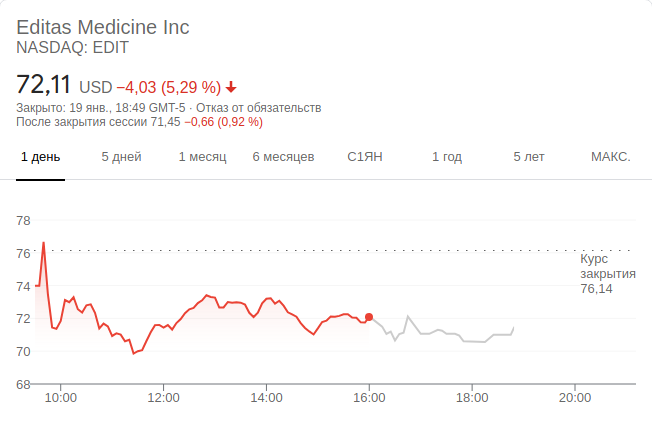 Editas Medicine Inc
NASDAQ: EDIT
72,11 USD −4,03 (5,29 %)
Закрыто: 19 янв., 18:49 GMT-5 · Отказ от обязательств
После закрытия сессии 71,45 −0,66 (0,92 %)
1 день 5 дней 1 месяц 6 месяцев С1ЯН 1 год 5 лет МАКС.
78
76
74
72
70
68
Курс
закрытия
76,14
10:00 12:00 14:00 16:00 18:00 20:00